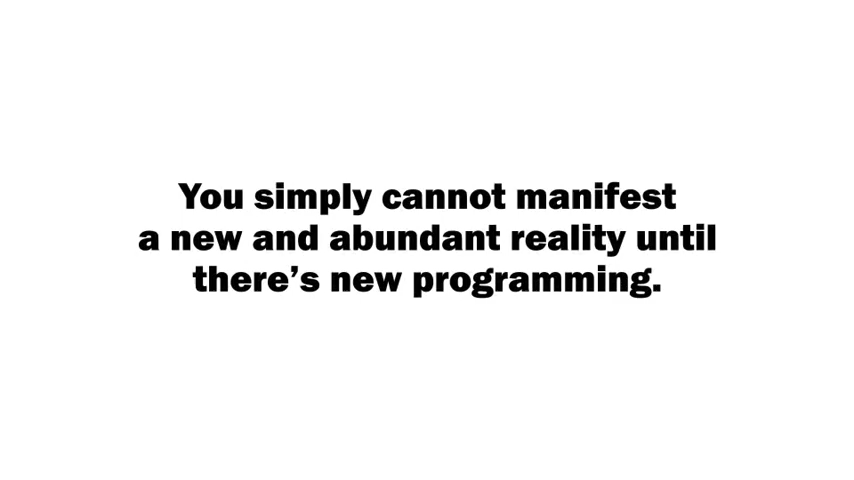 You simply cannot manifest
a new and abundant reality until
there’s new programming.